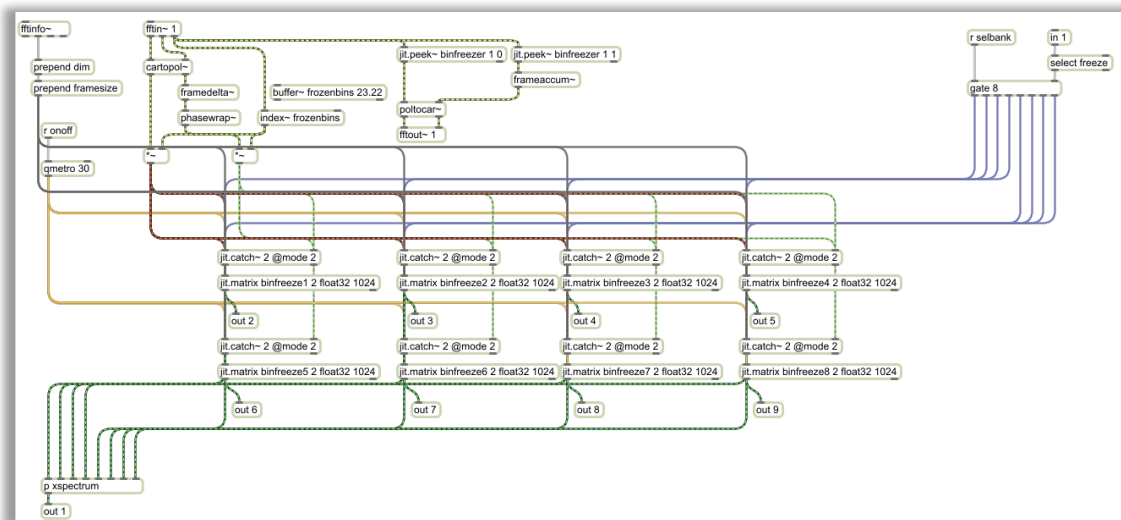 fftinfo~
fftin~ 1
r selbank
in 1
jit.peek~ binfreezer 1 0
jit.peek~ binfreezer 1 1
select freeze
prepend dim
cartopol~
frameaccum~
prepend framesize
framedelta~
buffer~ frozenbins 23.22
gate 8
poltocar~
phasewrap~
index~ frozenbins
r onoff
fftout~ 1
*~
*~
qmetro 30
jit.catch~ 2 @mode 2
jit.catch~ 2 @mode 2
jit.catch~ 2 @mode 2
jit.catch~ 2 @mode 2
jit.matrix binfreeze1 2 float32 1024
jit.matrix binfreeze2 2 float32 1024
jit.matrix binfreeze3 2 float32 1024
jit.matrix binfreeze4 2 float32 1024
out 2
out 3
out 4
out 5
jit.catch~ 2 @mode 2
jit.catch~ 2 @mode 2
jit.catch~ 2 @mode 2
jit.catch~ 2 @mode 2
jit.matrix binfreeze5 2 float32 1024
jit.matrix binfreeze6 2 float32 1024
jit.matrix binfreeze7 2 float32 1024
jit.matrix binfreeze8 2 float32 1024
out 6
out 7
out 8
out 9
p xspectrum
out 1